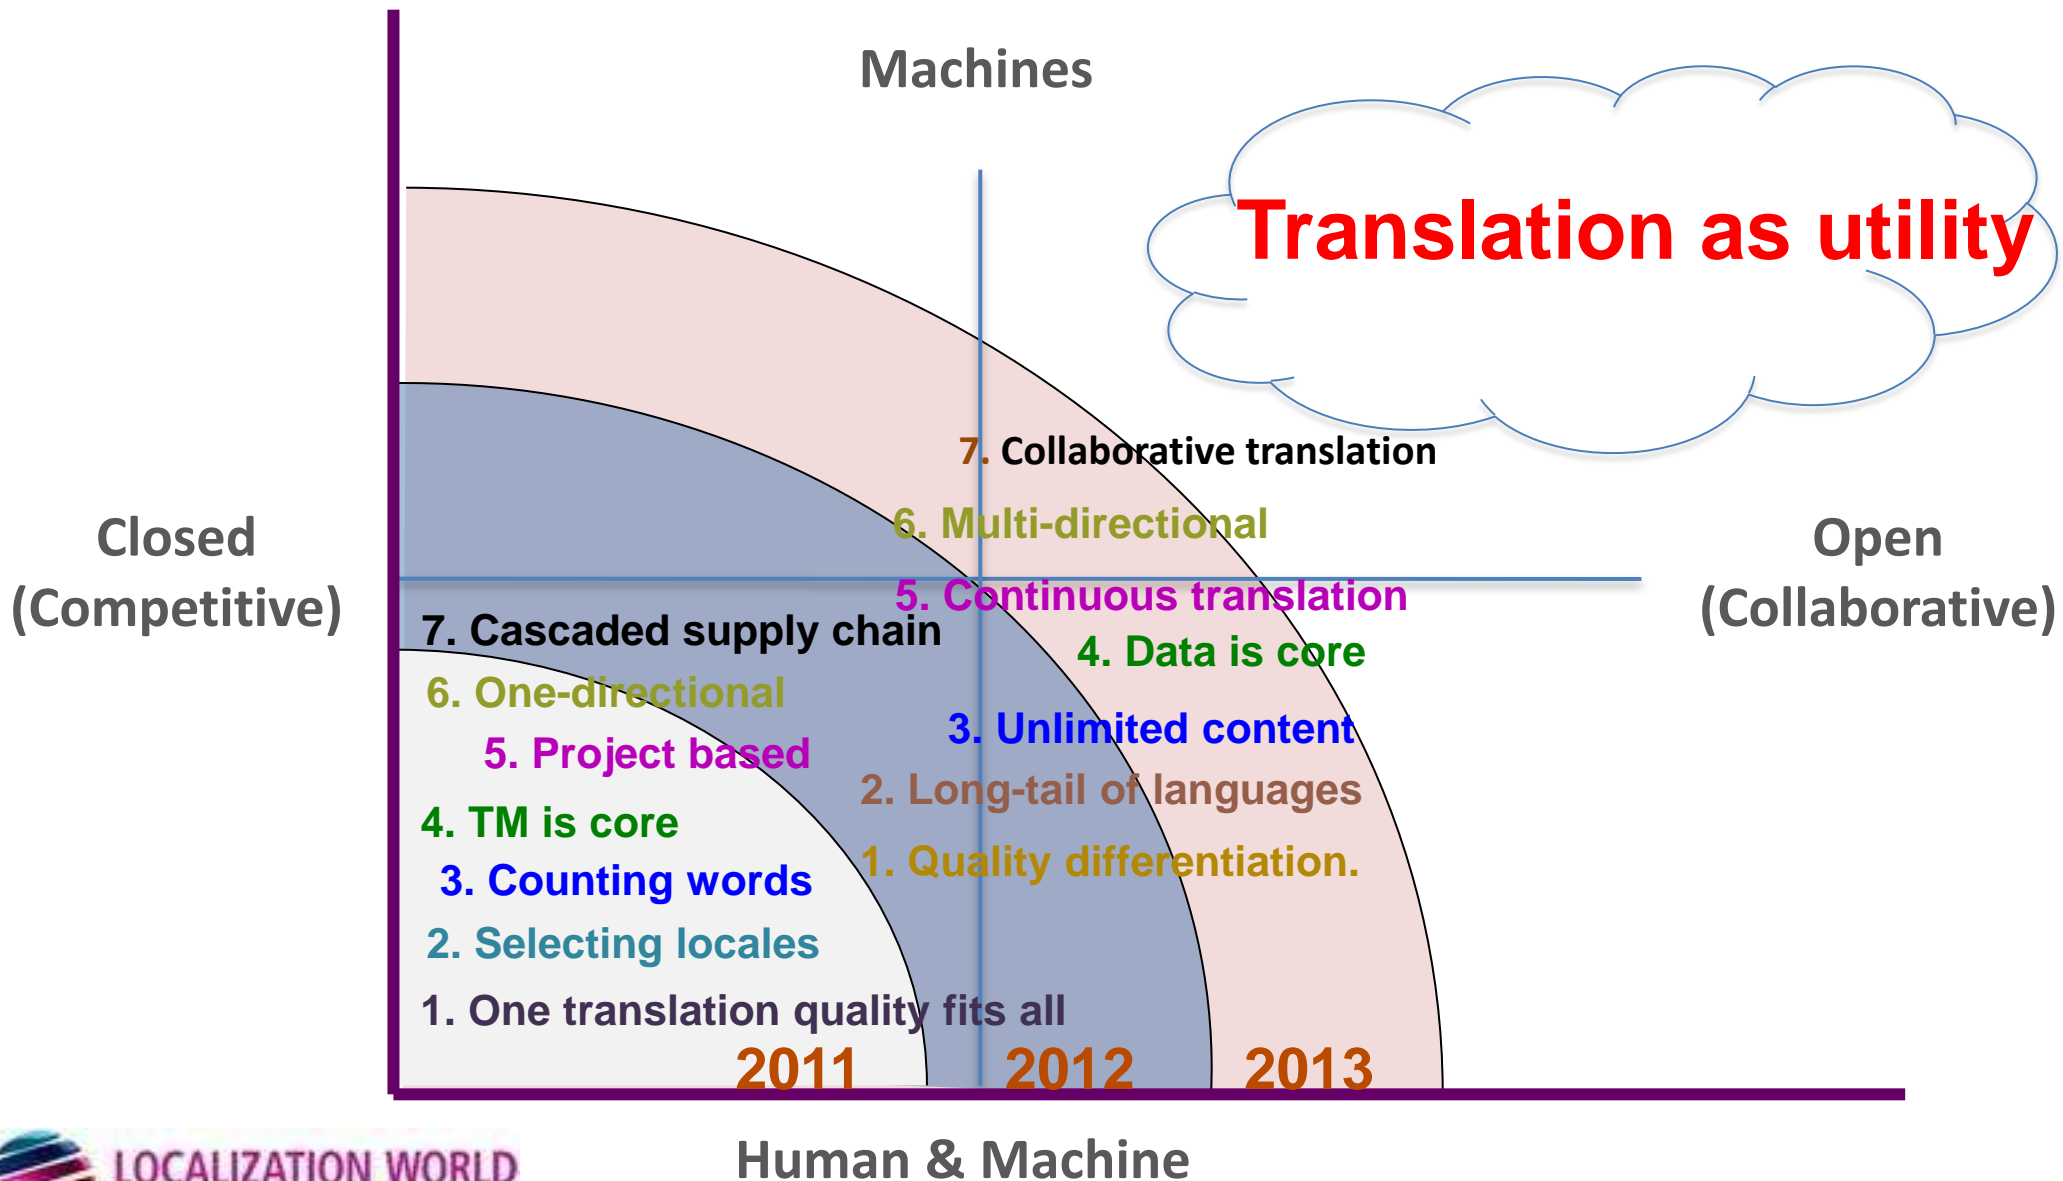 Machines
Translation as utility
Closed
(Competitive)
Open
(Collaborative)
7. Collaborative translation
6. Multi-directional
5. Continuous translation
4. Data is core
3. Unlimited content
2. Long-tail of languages
1. Quality differentiation.
7. Cascaded supply chain
6. One-directional
5. Project based
4. TM is core
3. Counting words
2. Selecting locales
1. One translation quality fits all
2011
2012
2013
Human & Machine
LOCALIZATION WORLD